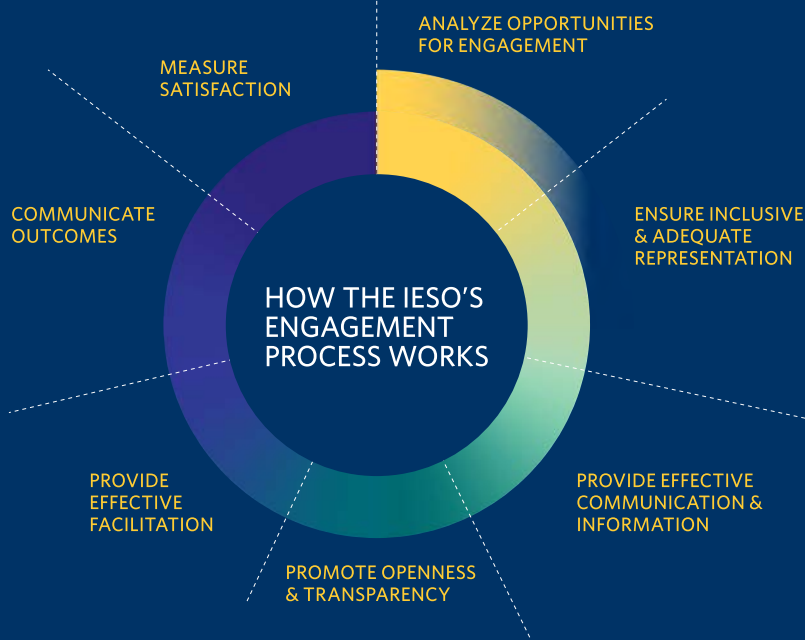 ANALYZE OPPORTUNITIES
FOR ENGAGEMENT
ENSURE INCLUSIVE
& ADEQUATE
REPRESENTATION
PROVIDE EFFECTIVE
COMMUNICATION &
INFORMATION
PROMOTE OPENNESS
& TRANSPARENCY
PROVIDE
EFFECTIVE
FACILITATION
COMMUNICATE
OUTCOMES
MEASURE
SATISFACTION
HOW THE IESO'S
ENGAGEMENT
PROCESS WORKS